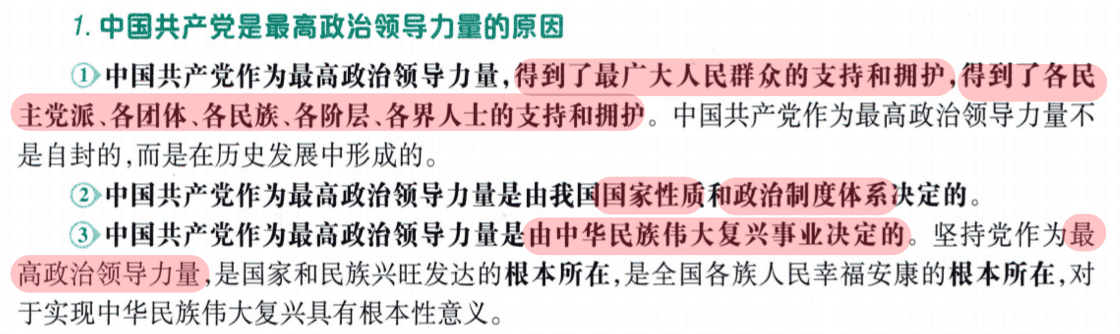 1. 中国共产党是最高政治领导力量的原因
① 中国共产党作为最高政治领导力量,得到了最广大人民群众的支持和拥护,得到了各民
主党派、各团体、各民族、各阶层、各界人士的支持和拥护。中国共产党作为最高政治领导力量不
是自封的,而是在历史发展中形成的。
② 中国共产党作为最高政治领导力量是由我国国家性质和政治制度体系决定的。
③ 中国共产党作为最高政治领导力量是由中华民族伟大复兴事业决定的。坚持党作为最
高政治领导力量,是国家和民族兴旺发达的根本所在,是全国各族人民幸福安康的根本所在,对
于实现中华民族伟大复兴具有根本性意义。